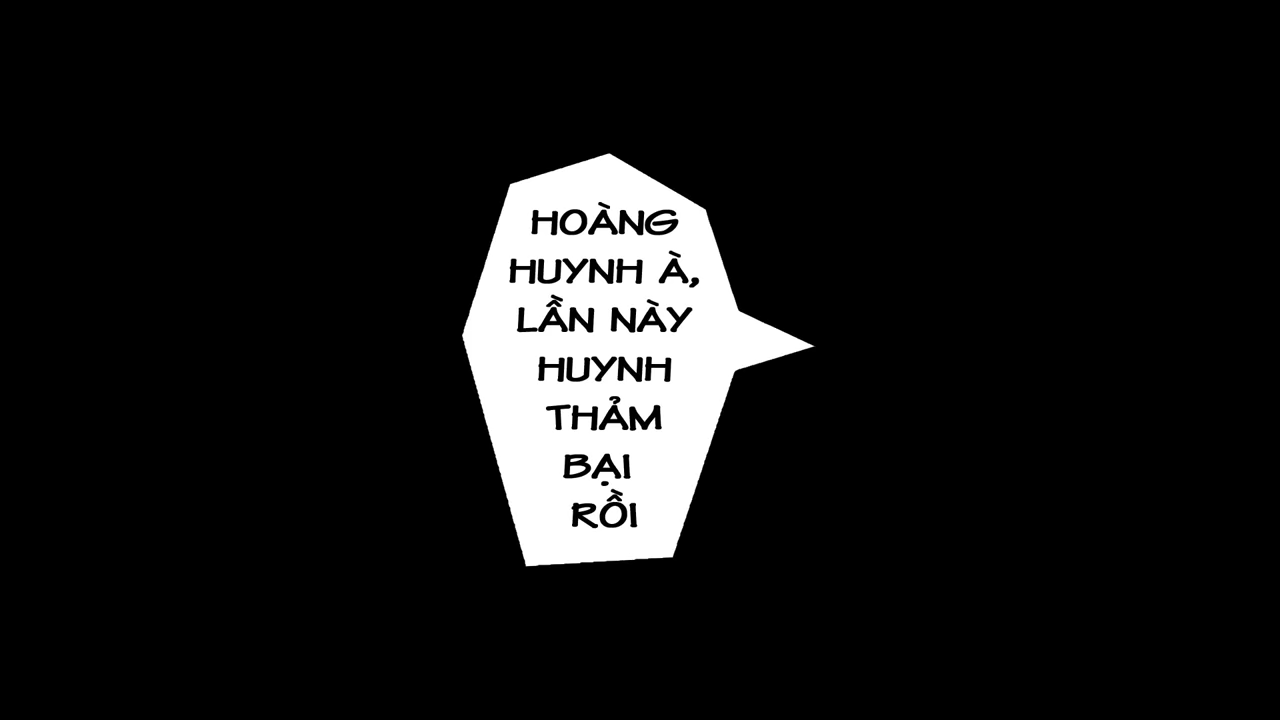 HOÀNG
HUYNH À,
LẦN NÀY
HUYNH
THẢM
BẠI
RỒI